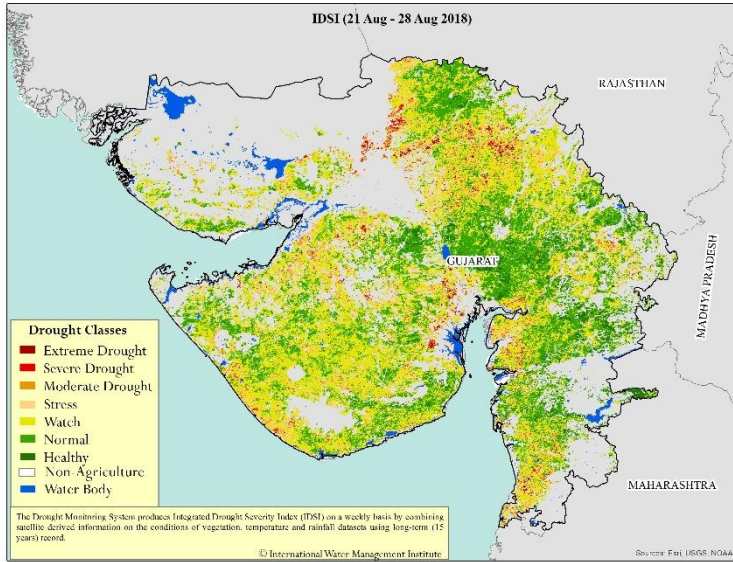 IDSI (21 Aug - 28 Aug 2018)
RAJASTHAN
GUJARAT
MADHYA PRADESH
MAHARASHTRA
Drought Classes
Extreme Drought
Severe Drought
Moderate Drought
Stress
Watch
Normal
Healthy
Non-Agriculture
Water Body
The Drought Monitoring System produces Integrated Drought Severity Index (IDSI) on a weekly basis by combining
satellite derived information on the conditions of vegetation, temperature and rainfall datasets using long-term (15
years) record.
© International Water Management Institute
Sources: Esri, USGS, NOAA